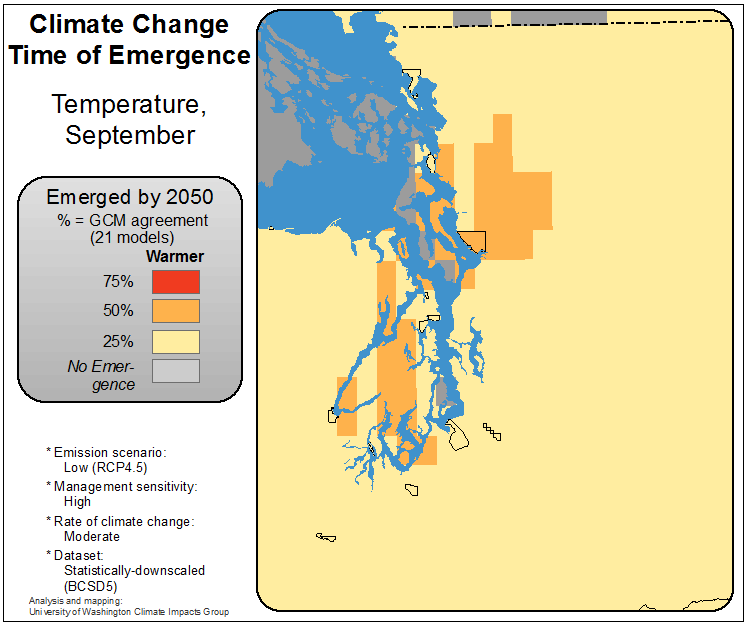 Climate Change
Time of Emergence
Temperature,
September
Emerged by 2050
% = GCM agreement
(21 models)
Warmer
75%
50%
25%
No Emer-
gence
* Emission scenario:
Low (RCP4.5)
* Management sensitivity:
High
* Rate of climate change:
Moderate
* Dataset:
Statistically-downscaled
(BCSD5)
Analysis and mapping:
University of Washington Climate Impacts Group